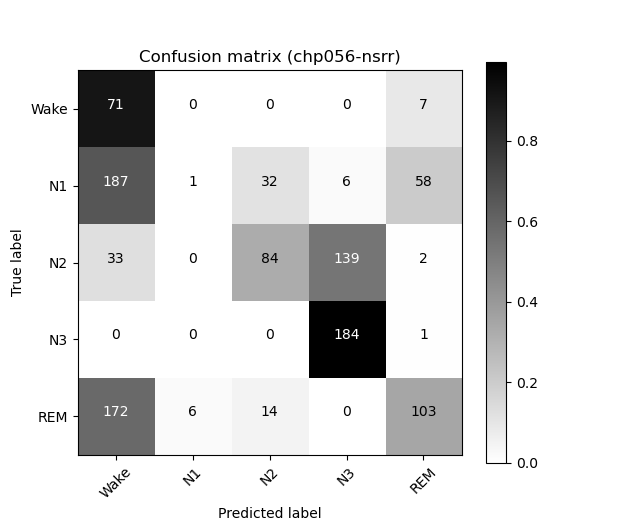 Confusion matrix (chp056-nsrr)
Wake 71 0 0 0 7
N1 187 1 32 6 58
N2 33 0 84 139 2
N3 0 0 0 184 1
REM 172 6 14 0 103
Wake N1 N2 N3 REM
Predicted label
True label
0.8
0.6
0.4
0.2
0.0